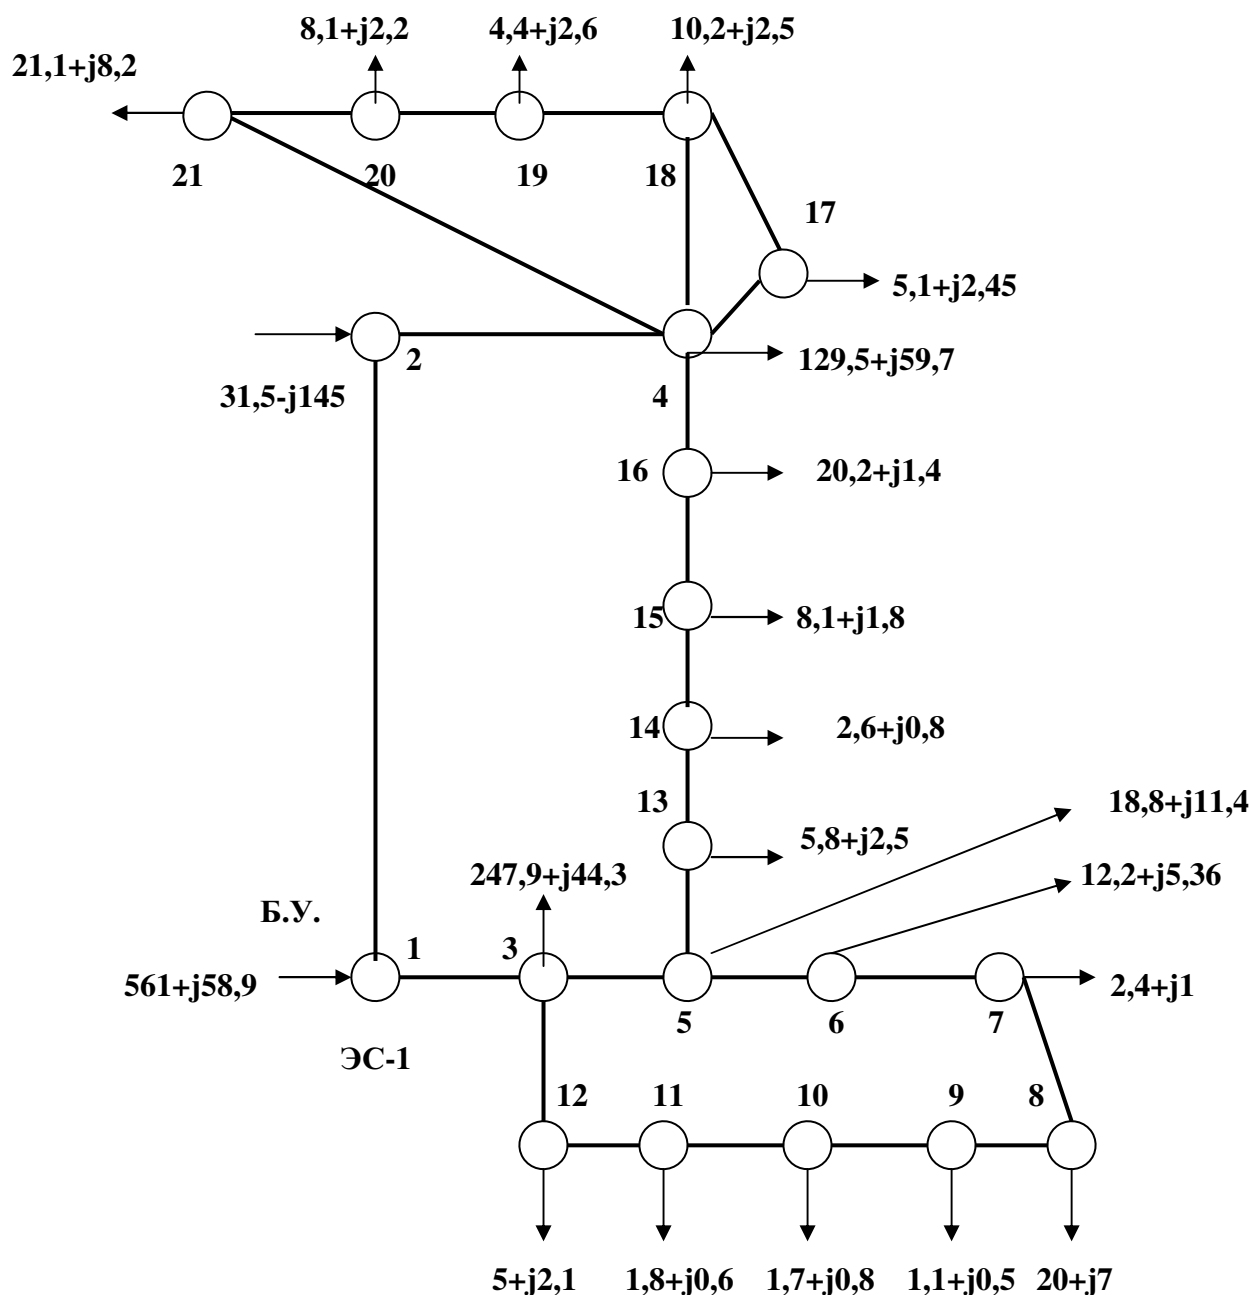 8,1+j2,2 4,4+j2,6 10,2+j2,5
21,1+j8,2
21 20 19 18
17
5,1+j2,45
2
129,5+j59,7
31,5-j145
4
16 20,2+j1,4
15 8,1+j1,8
14 2,6+j0,8
13
18,8+j11,4
5,8+j2,5
247,9+j44,3
12,2+j5,36
Б.У.
1 3
561+j58,9
2,4+j1
5 6 7
ЭС-1
12 11 10 9 8
5+j2,1 1,8+j0,6 1,7+j0,8 1,1+j0,5 20+j7